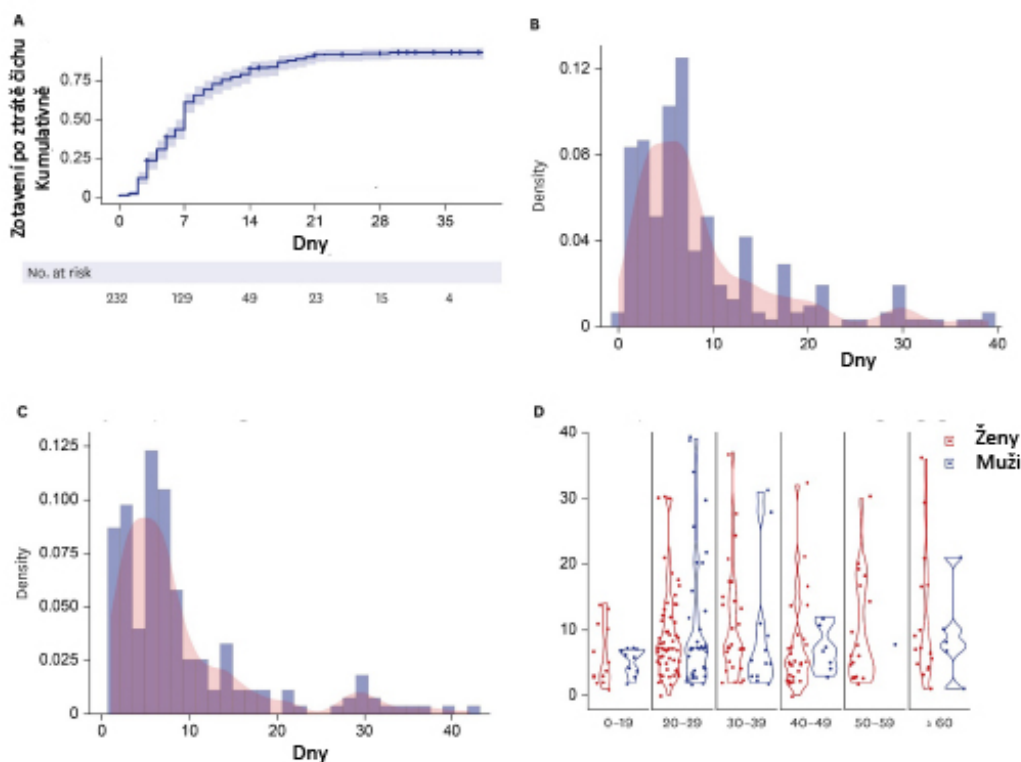 A
Zotavení po ztrátě čichu
Kumulativně
0.75
0.50
0.25
0
0 7 14 21 28 35
Dny
No. at risk
232 129 49 23 15 4
B
0.12
0.08
0.04
0
Density
0 10 20 30 40
Dny
C
0.125
0.100
0.075
0.050
0.025
0
Density
0 10 20 30 40
Dny
D
Ženy
Muži
40
30
20
10
0
0-19 20-29 30-39 40-49 50-59 ≥ 60